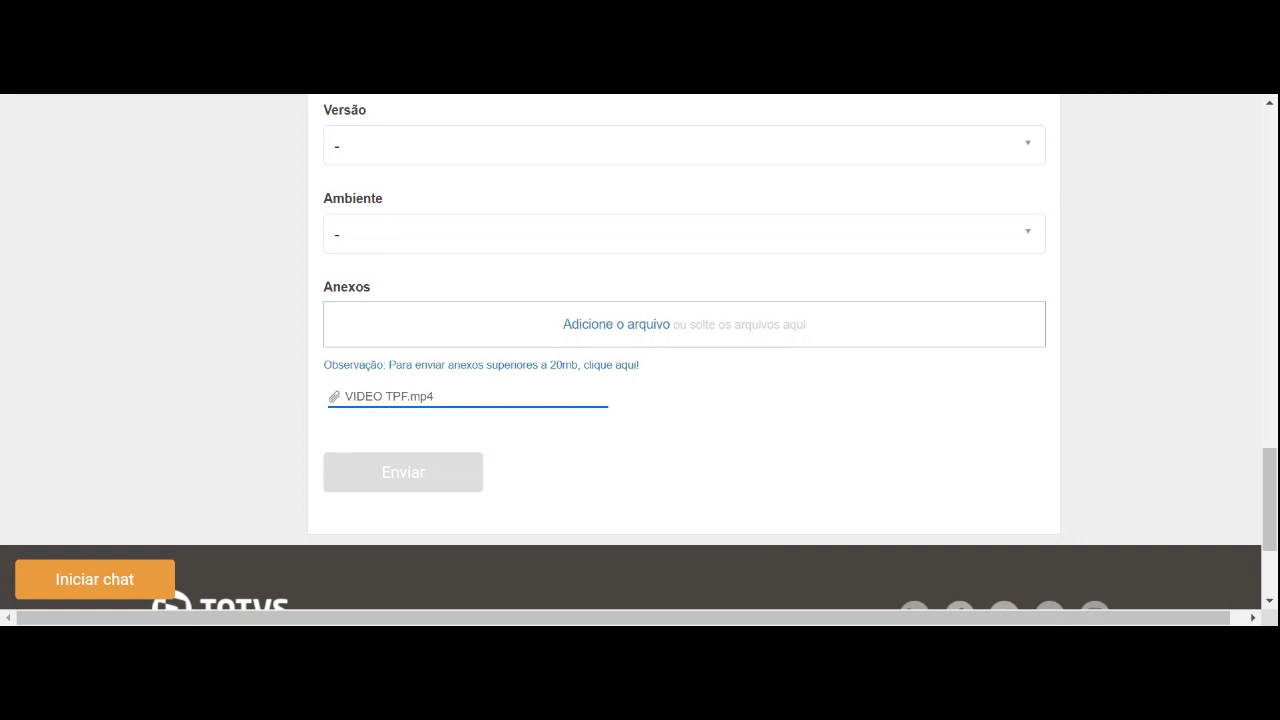 Versão
-
Ambiente
-
Anexos
Adicione o arquivo ou solte os arquivos aqui
Observação: Para enviar anexos superiores a 20mb, clique aqui!
VIDEO TPF.mp4
Enviar
Iniciar chat
TOTVS